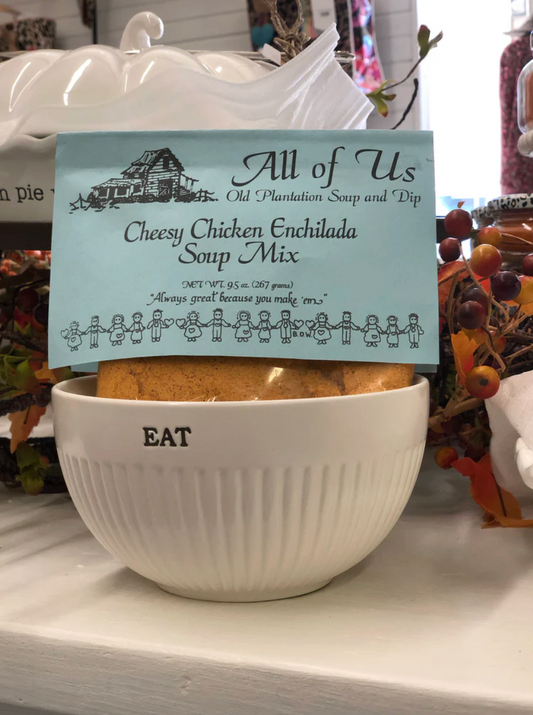 All of Us
Old Plantation Soup and Dip
Cheesy Chicken Enchilada
Soup Mix
NET WT. 9.5 oz. (267 grams)
"Always great because you make 'em"
B.O.W.
EAT
pie